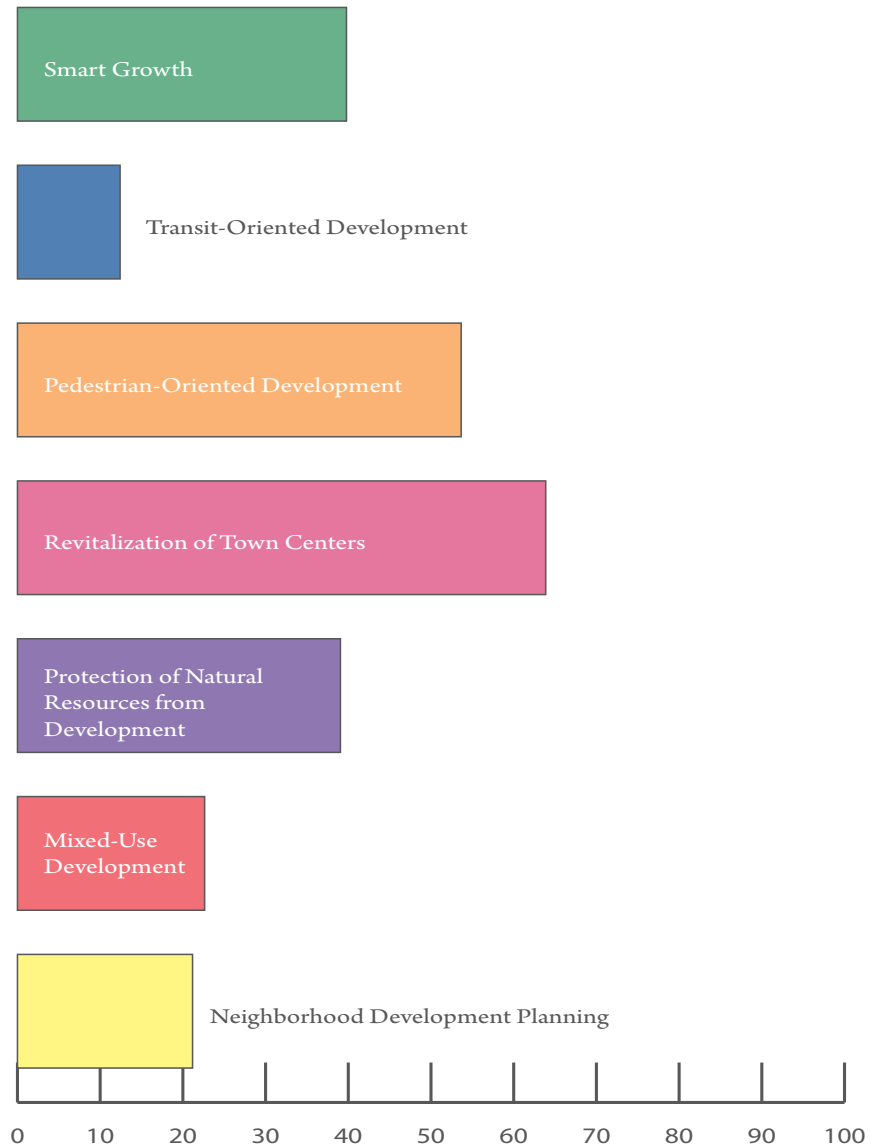 Smart Growth
Transit-Oriented Development
Pedestrian-Oriented Development
Revitalization of Town Centers
Protection of Natural
Resources from
Development
Mixed-Use
Development
Neighborhood Development Planning
0 10 20 30 40 50 60 70 80 90 100